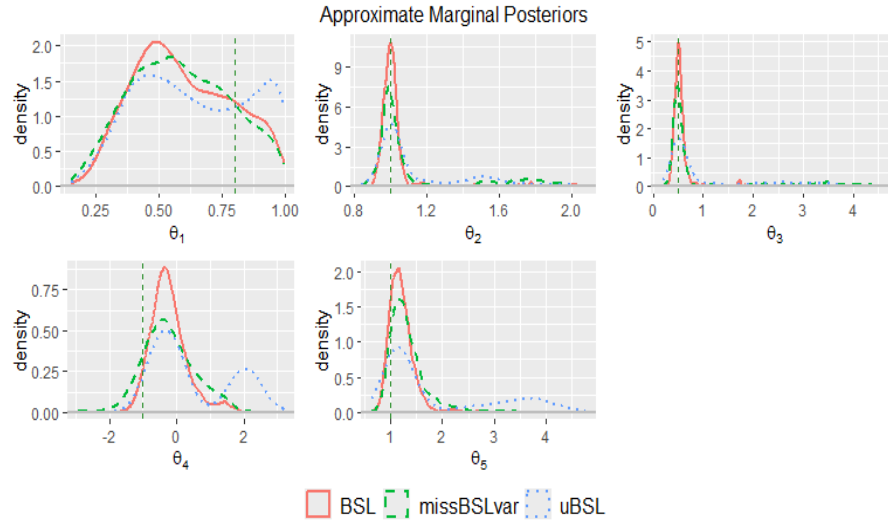 Approximate Marginal Posteriors
density
2.0
1.5
1.0
0.5
0.0
0.25 0.50 0.75 1.00
θ1
density
9
6
3
0
0.8 1.2 1.6 2.0
θ2
density
5
4
3
2
1
0
0 1 2 3 4
θ3
density
0.75
0.50
0.25
0.00
-2 0 2
θ4
density
2.0
1.5
1.0
0.5
0.0
1 2 3 4
θ5
BSL missBSLvar uBSL